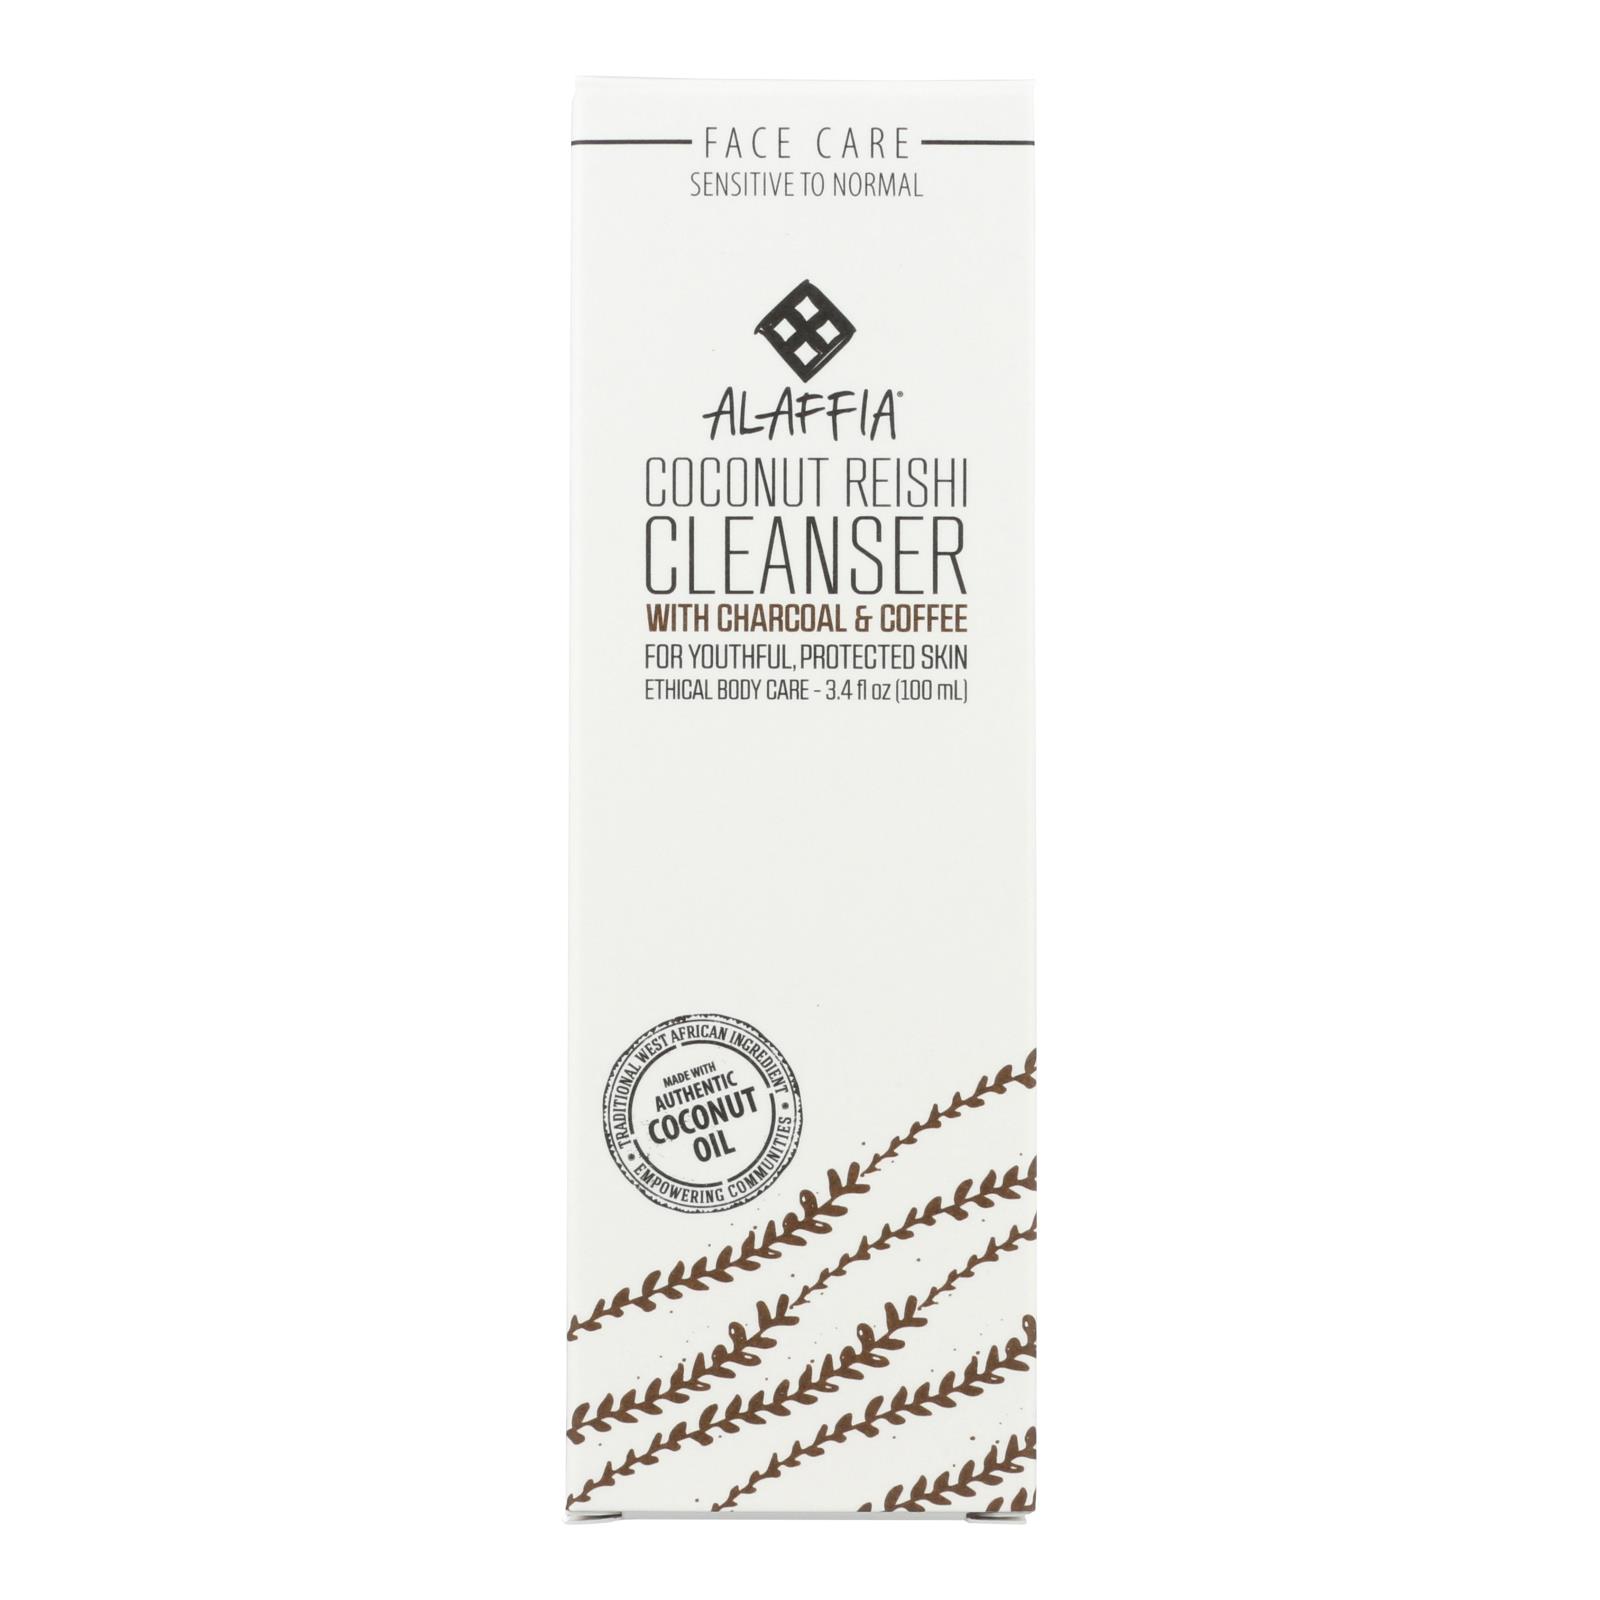 FACE CARE
SENSITIVE TO NORMAL
ALAFFIA®
COCONUT REISHI
CLEANSER
WITH CHARCOAL & COFFEE
FOR YOUTHFUL, PROTECTED SKIN
ETHICAL BODY CARE - 3.4 fl oz (100 mL)
TRADITIONAL WEST AFRICAN INGREDIENT
MADE WITH
AUTHENTIC
COCONUT
OIL
EMPOWERING COMMUNITIES